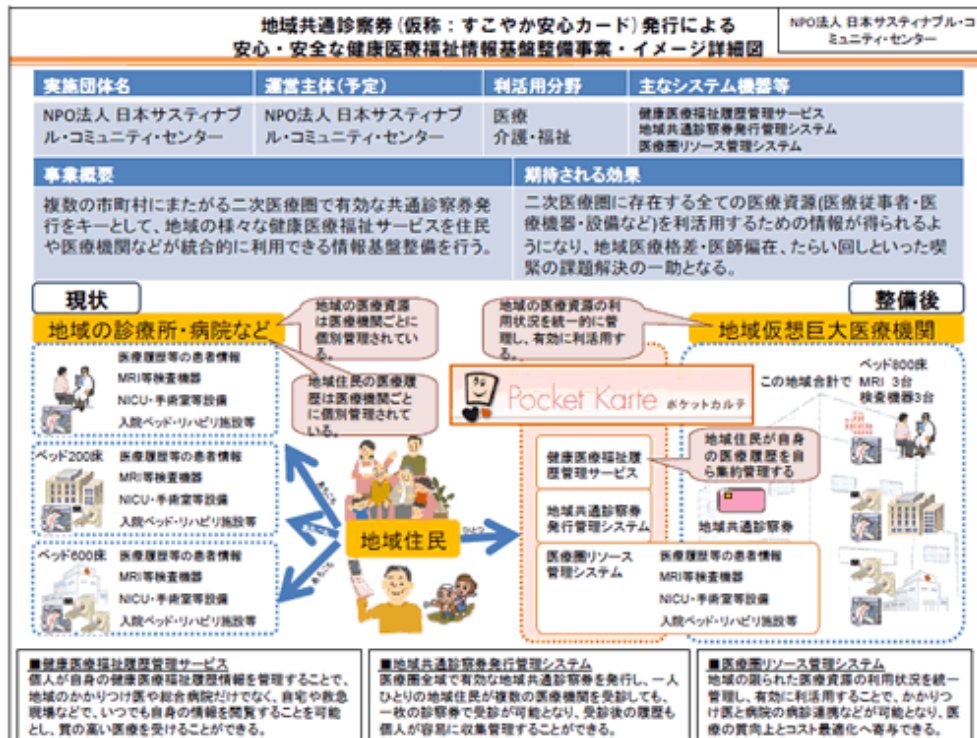 地域共通診察券(仮称:すこやか安心カード)発行による
安心・安全な健康医療福祉情報基盤整備事業・イメージ詳細図
NPO法人 日本サスティナブル・コ
ミュニティ・センター
実施団体名
運営主体(予定)
利活用分野
主なシステム機器等
NPO法人 日本サスティナブ
ル・コミュニティ・センター
NPO法人 日本サスティナブ
ル・コミュニティ・センター
医療
介護・福祉
健康医療福祉履歴管理サービス
地域共通診察券発行管理システム
医療圏リソース管理システム
事業概要
期待される効果
複数の市町村にまたがる二次医療圏で有効な共通診察券発
行をキーとして、地域の様々な健康医療福祉サービスを住民
や医療機関などが統合的に利用できる情報基盤整備を行う。
二次医療圏に存在する全ての医療資源(医療従事者・医
療機器・設備など)を利活用するための情報が得られるよ
うになり、地域医療格差・医師偏在、たらい回しといった喫
緊の課題解決の一助となる。
現状
整備後
地域の診療所・病院など
地域の医療資源
は医療機関ごとに
個別管理されてい
る。
地域の医療資源の利
用状況を統一的に管
理し、有効に利活用す
る。
地域仮想巨大医療機関
医療履歴等の患者情報
MRI等検査機器
NICU・手術室等設備
入院ベッド・リハビリ施設等
地域住民の医療履
歴は医療機関ごと
に個別管理されて
いる。
Pocket Karte ポケットカルテ
この地域合計で
ベッド800床
MRI 3台
検査機器3台
ベッド200床
医療履歴等の患者情報
MRI等検査機器
NICU・手術室等設備
入院ベッド・リハビリ施設等
健康医療福祉履
歴管理サービス
地域住民が自身
の医療履歴を自
ら集約管理する
地域共通診察券
発行管理システム
地域共通診察券
地域住民
ひとつ
ベッド600床
医療履歴等の患者情報
MRI等検査機器
NICU・手術室等設備
入院ベッド・リハビリ施設等
医療圏リソース
管理システム
医療履歴等の患者情報
MRI等検査機器
NICU・手術室等設備
入院ベッド・リハビリ施設等
■健康医療福祉履歴管理サービス
個人が自身の健康医療福祉履歴情報を管理することで、
地域のかかりつけ医や総合病院だけでなく、自宅や救急
現場などで、いつでも自身の情報を閲覧することを可能
とし、質の高い医療を受けることができる。
■地域共通診察券発行管理システム
医療圏全域で有効な地域共通診察券を発行し、一人
ひとりの地域住民が複数の医療機関を受診しても、
一枚の診察券で受診が可能となり、受診後の履歴も
個人が容易に収集管理することができる。
■医療圏リソース管理システム
地域の限られた医療資源の利用状況を統一
管理し、有効に利活用することで、かかりつ
け医と病院の病診連携などが可能となり、医
療の質向上とコスト最適化へ寄与できる。